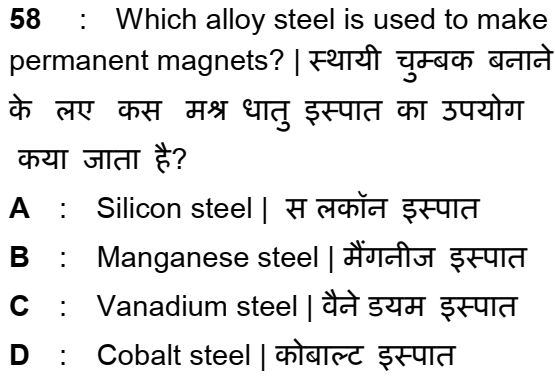 58 : Which alloy steel is used to make
permanent magnets? | स्थायी चुम्बक बनाने
के लए कस मश्र धातु इस्पात का उपयोग
कया जाता है?
A : Silicon steel | स लकॉन इस्पात
B : Manganese steel | मैंगनीज इस्पात
C : Vanadium steel | वैने डयम इस्पात
D : Cobalt steel | कोबाल्ट इस्पात